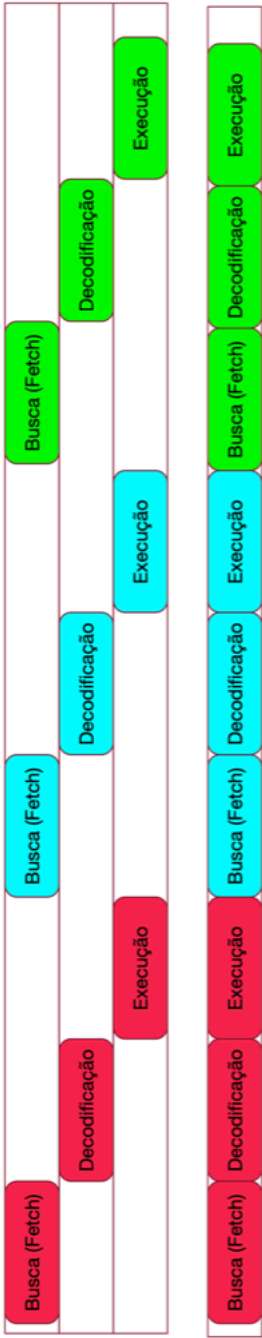 Busca (Fetch)
Busca (Fetch)
Busca (Fetch)
Decodificação
Decodificação
Decodificação
Execução
Execução
Execução
Busca (Fetch)
Decodificação
Execução
Busca (Fetch)
Decodificação
Execução
Busca (Fetch)
Decodificação
Execução